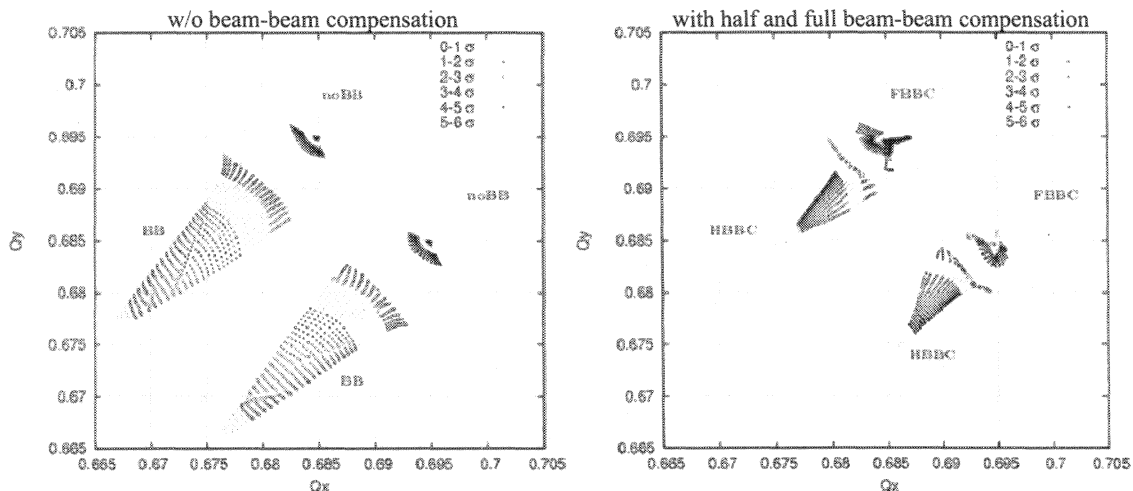 w/o beam-beam compensation
0.705
0.7
0.695
0.69
0.685
0.68
0.675
0.67
0.665
Qy
0-1 σ
1-2 σ
2-3 σ
3-4 σ
4-5 σ
5-6 σ
noBB
noBB
BB
BB
0.665 0.67 0.675 0.68 0.685 0.69 0.695 0.7 0.705
Qx
with half and full beam-beam compensation
0.705
0.7
0.695
0.69
0.685
0.68
0.675
0.67
0.665
Qy
0-1 σ
1-2 σ
2-3 σ
3-4 σ
4-5 σ
5-6 σ
FBBC
FBBC
HBBC
HBBC
0.665 0.67 0.675 0.68 0.685 0.69 0.695 0.7 0.705
Qx